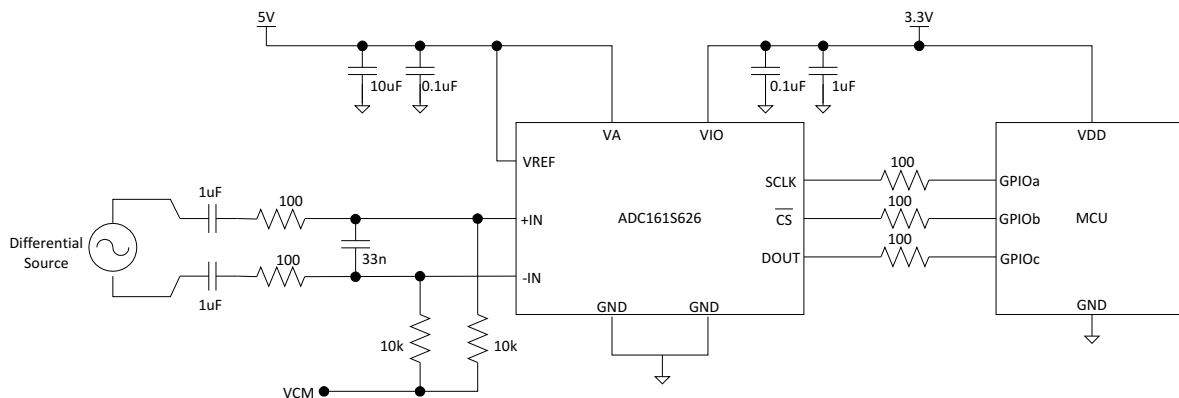 5V
3.3V
10uF
0.1uF
0.1uF
1uF
VA
VIO
VDD
VREF
100
SCLK
GPIOa
1uF
100
+IN
ADC161S626
CS
100
GPIOb
MCU
Differential
Source
33n
100
DOUT
GPIOc
100
-IN
1uF
GND
GND
GND
10k
10k
VCM